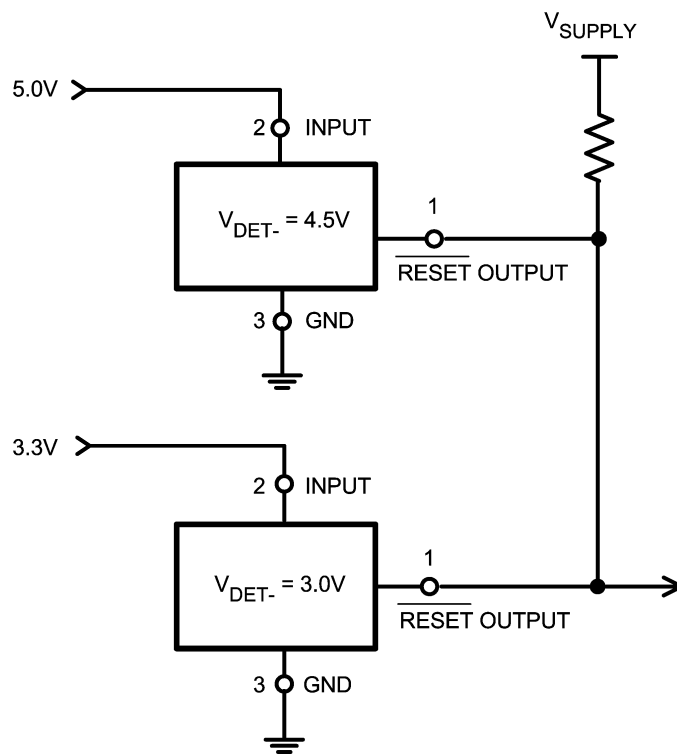 V_SUPPLY
5.0V
2 INPUT
V_DET- = 4.5V
1
RESET OUTPUT
3 GND
3.3V
2 INPUT
V_DET- = 3.0V
1
RESET OUTPUT
3 GND